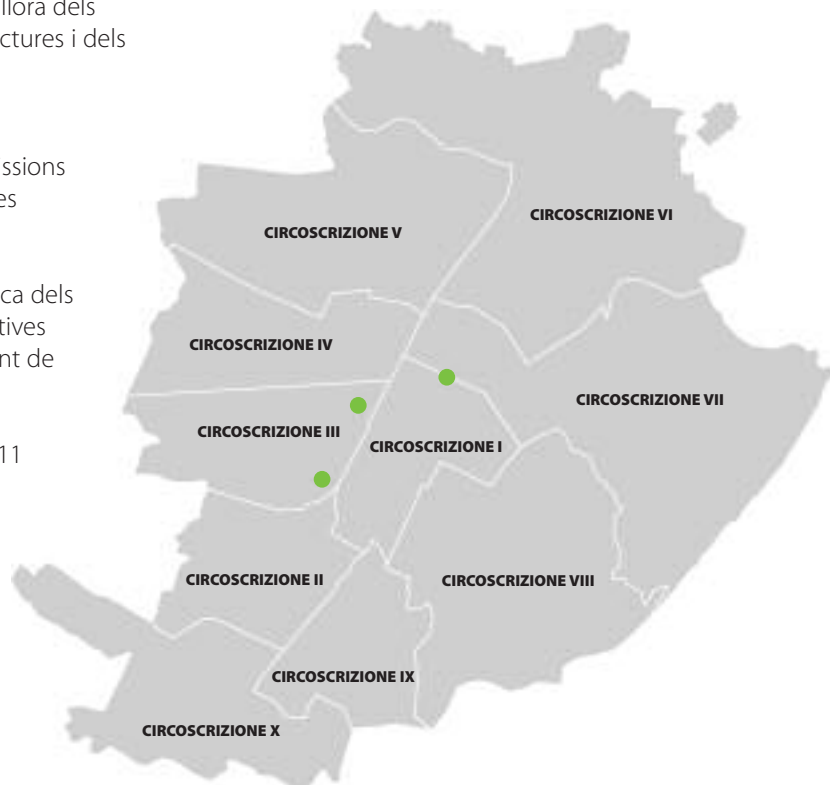 llora dels
ctures i dels
ssions
es
ca dels
tives
nt de
11
CIRCOSCRIZIONE VI
CIRCOSCRIZIONE V
CIRCOSCRIZIONE IV
CIRCOSCRIZIONE VII
CIRCOSCRIZIONE III
CIRCOSCRIZIONE I
CIRCOSCRIZIONE II
CIRCOSCRIZIONE VIII
CIRCOSCRIZIONE IX
CIRCOSCRIZIONE X